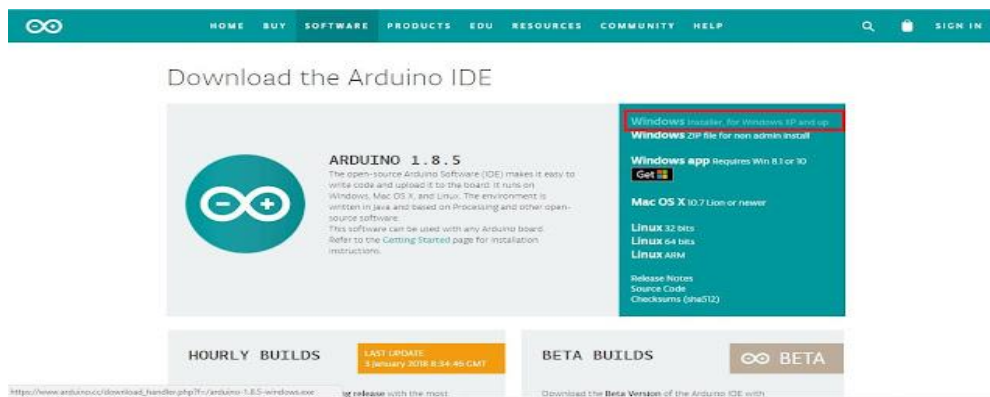 HOME BUY SOFTWARE PRODUCTS EDU RESOURCES COMMUNITY HELP SIGN IN
Download the Arduino IDE
ARDUINO 1.8.5
The open-source Arduino Software (IDE) makes it easy to
write code and upload it to the board. It runs on
Windows, Mac OS X, and Linux. The environment is
written in Java and based on Processing and other open-
source software.
This software can be used with any Arduino board.
Refer to the Getting Started page for installation
instructions.
Windows Installer, for Windows XP and up
Windows ZIP file for non admin install
Windows app Requires Win 8.1 or 10
Get
Mac OS X 10.7 Lion or newer
Linux 32 bits
Linux 64 bits
Linux ARM
Release Notes
Source Code
Checksums (sha512)
HOURLY BUILDS
LAST UPDATE
3 January 2018 8:34:46 GMT
BETA BUILDS
BETA
https://www.arduino.cc/download_handler.php?f=/arduino-1.8.5-windows.exe
release with the most
Download the Beta Version of the Arduino IDE with